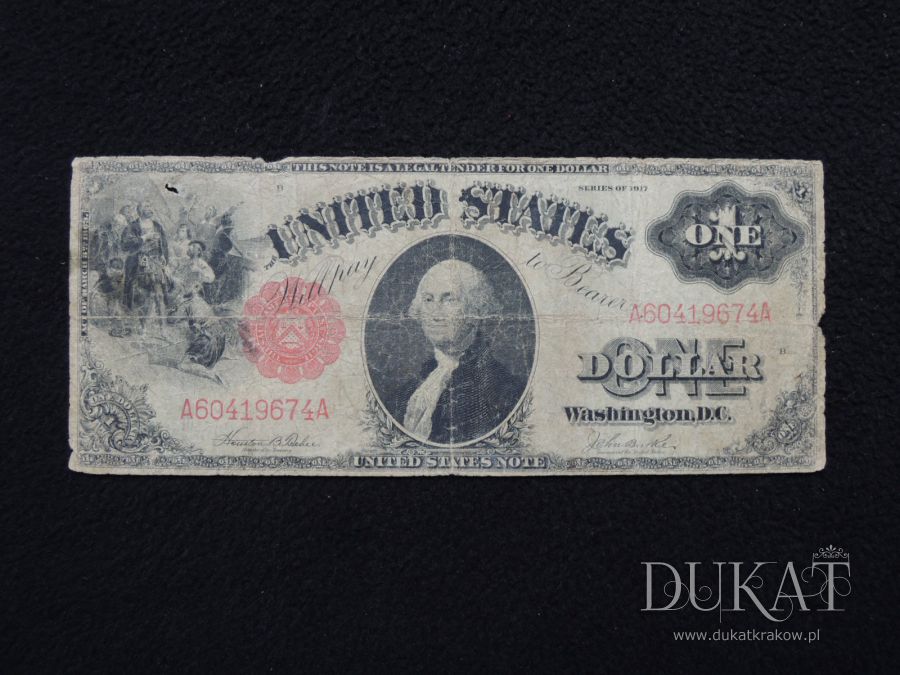 THIS NOTE IS A LEGAL TENDER FOR ONE DOLLAR
B
SERIES OF 1917
THE
UNITED STATES
ONE
Will pay to Bearer
A60419674A
ONE
DOLLAR
B
Washington, D.C.
A60419674A
UNITED STATES NOTE
DUKAT
www.dukatkrakow.pl